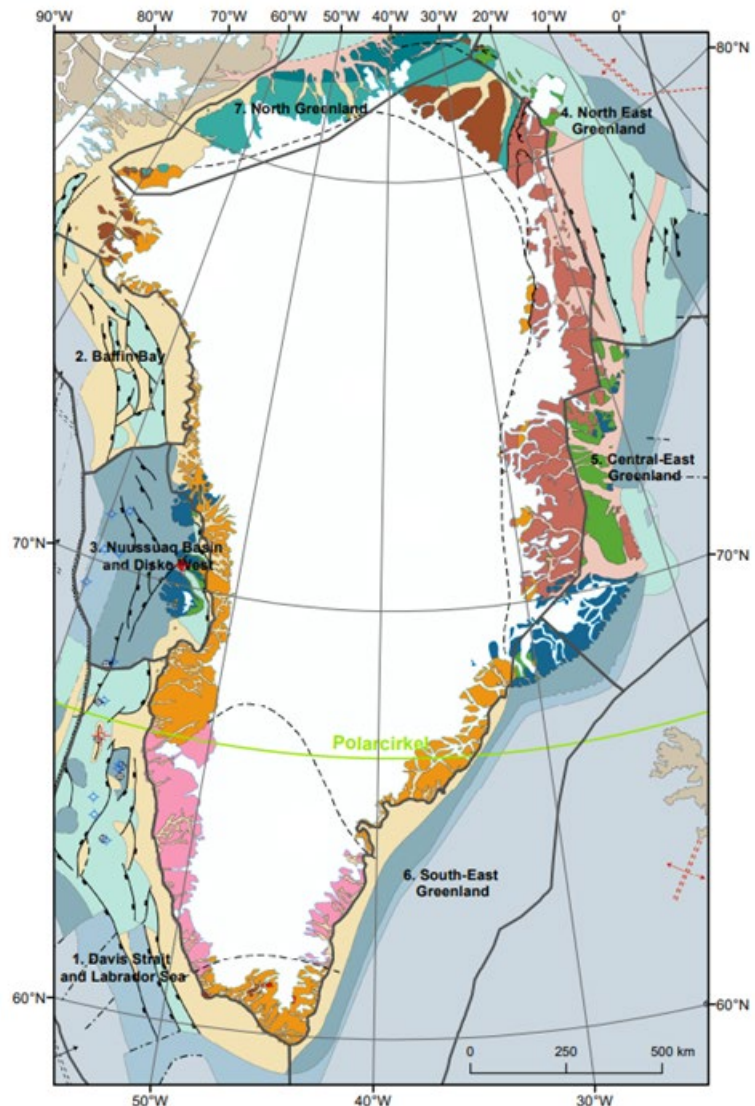 90°W 80°W 70°W 60°W 50°W 40°W 30°W 20°W 10°W 0°
80°N
7. North Greenland
4. North East
Greenland
2. Baffin Bay
5. Central-East
Greenland
70°N
3. Nuussuaq Basin
and Disko West
70°N
Polarcirkel
6. South-East
Greenland
1. Davis Strait
and Labrador Sea
60°N
60°N
0 250 500 km
50°W 40°W 30°W